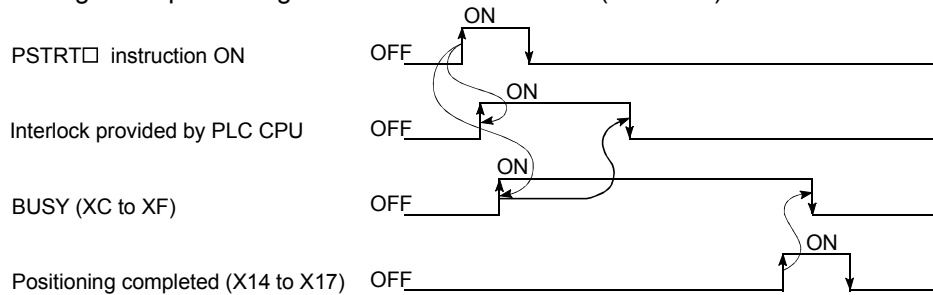 ON
PSTRT□ instruction ON OFF
ON
Interlock provided by PLC CPU OFF
ON
BUSY (XC to XF) OFF
ON
Positioning completed (X14 to X17) OFF